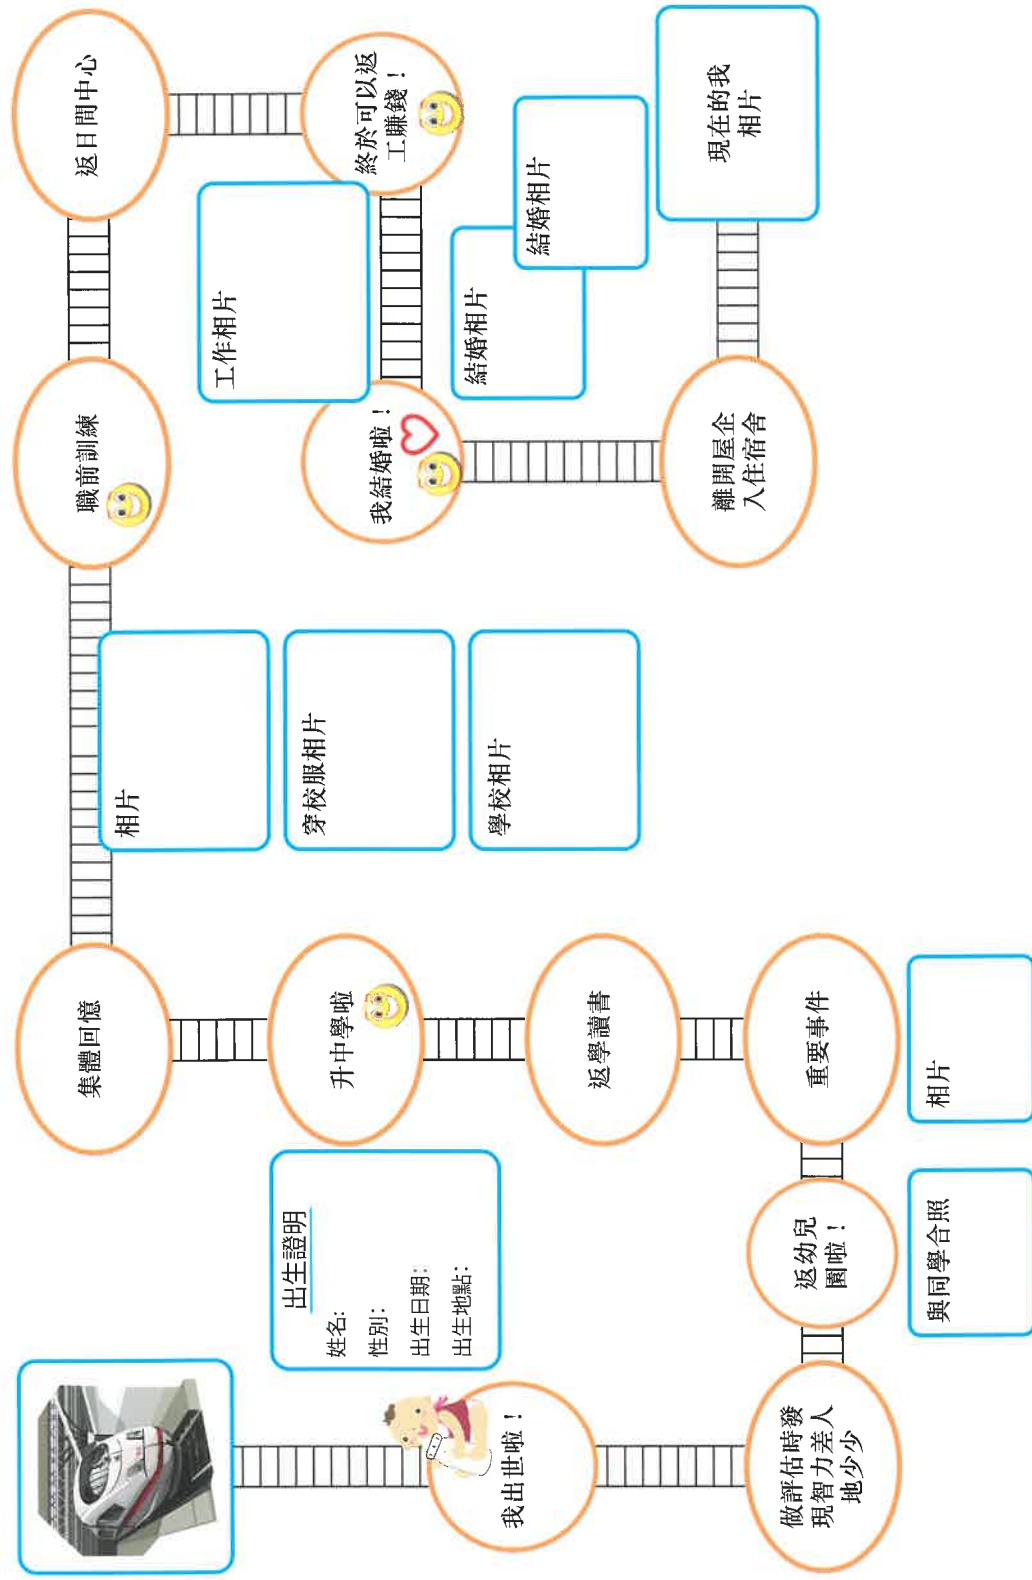 出生證明
姓名:
性別:
出生日期:
出生地點:
我出世啦！
做評估時發
現智力差人
地少少
返幼兒
園啦！
與同學合照
重要事件
相片
返學讀書
升中學啦
集體回憶
相片
穿校服相片
學校相片
職前訓練
返日間中心
終於可以返
工賺錢！
工作相片
我結婚啦！
結婚相片
結婚相片
離開屋企
入住宿舍
現在的我
相片